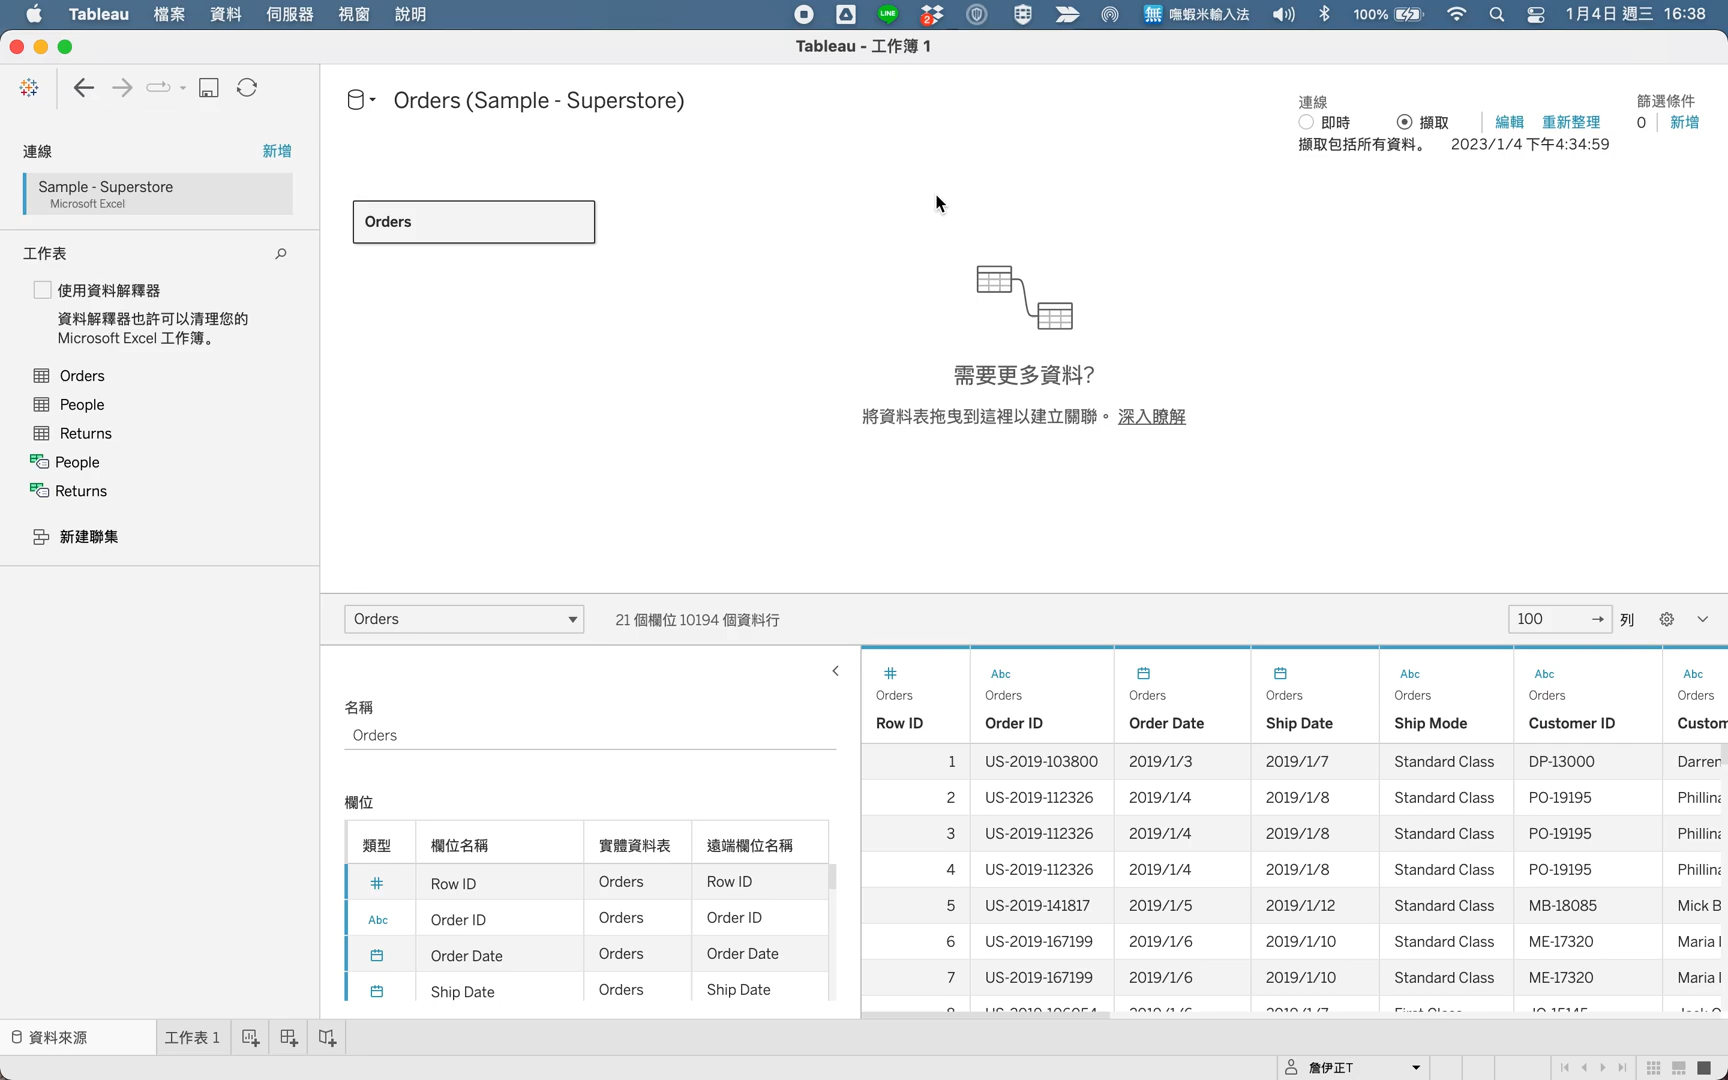 Tableau 檔案 資料 伺服器 視窗 說明
LINE 2 無 嘸蝦米輸入法 100% 1月4日 週三 16:38
Tableau - 工作簿 1
連線 新增
Sample - Superstore
Microsoft Excel
工作表
使用資料解釋器
資料解釋器也許可以清理您的
Microsoft Excel 工作簿。
Orders
People
Returns
People
Returns
新建聯集
Orders (Sample - Superstore)
連線
即時 擷取 編輯 重新整理
擷取包括所有資料。 2023/1/4 下午4:34:59
篩選條件
0 新增
Orders
需要更多資料?
將資料表拖曳到這裡以建立關聯。 深入瞭解
Orders 21 個欄位 10194 個資料行 100 → 列
名稱
Orders
欄位
類型 欄位名稱 實體資料表 遠端欄位名稱
# Row ID Orders Row ID
Abc Order ID Orders Order ID
Order Date Orders Order Date
Ship Date Orders Ship Date
# Abc Abc Abc Abc
Orders Orders Orders Orders Orders Orders Orders
Row ID Order ID Order Date Ship Date Ship Mode Customer ID Custom
1 US-2019-103800 2019/1/3 2019/1/7 Standard Class DP-13000 Darren
2 US-2019-112326 2019/1/4 2019/1/8 Standard Class PO-19195 Phillina
3 US-2019-112326 2019/1/4 2019/1/8 Standard Class PO-19195 Phillina
4 US-2019-112326 2019/1/4 2019/1/8 Standard Class PO-19195 Phillina
5 US-2019-141817 2019/1/5 2019/1/12 Standard Class MB-18085 Mick B
6 US-2019-167199 2019/1/6 2019/1/10 Standard Class ME-17320 Maria
7 US-2019-167199 2019/1/6 2019/1/10 Standard Class ME-17320 Maria
資料來源 工作表 1
詹伊正T